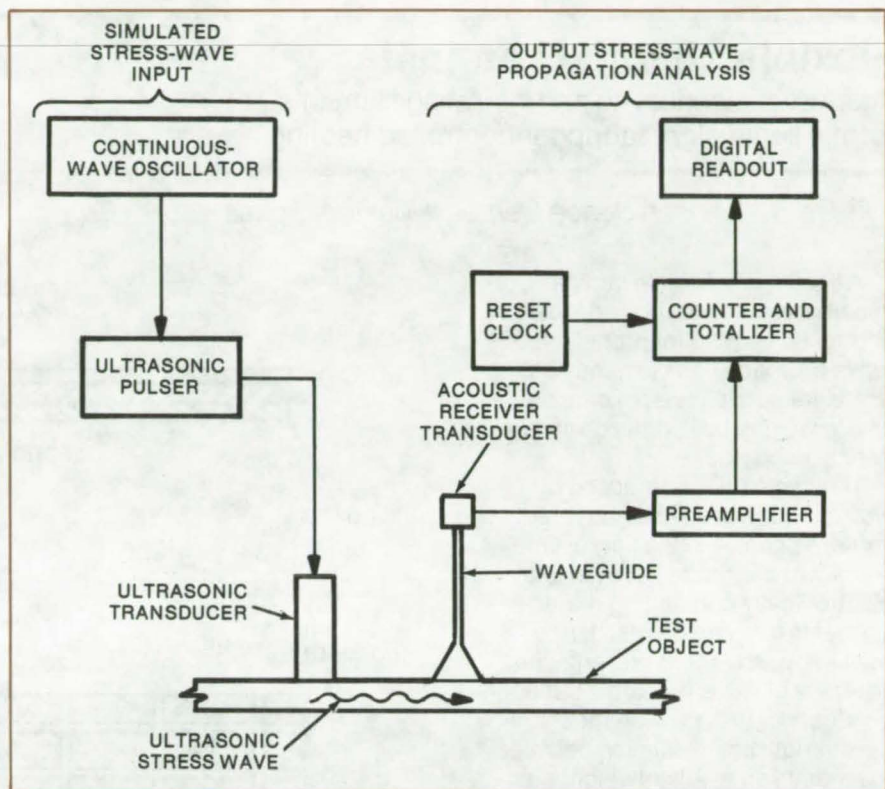 SIMULATED
STRESS-WAVE
INPUT
CONTINUOUS-
WAVE OSCILLATOR
ULTRASONIC
PULSER
ULTRASONIC
TRANSDUCER
ULTRASONIC
STRESS WAVE
OUTPUT STRESS-WAVE
PROPAGATION ANALYSIS
DIGITAL
READOUT
RESET
CLOCK
COUNTER AND
TOTALIZER
ACOUSTIC
RECEIVER
TRANSDUCER
PREAMPLIFIER
WAVEGUIDE
TEST
OBJECT